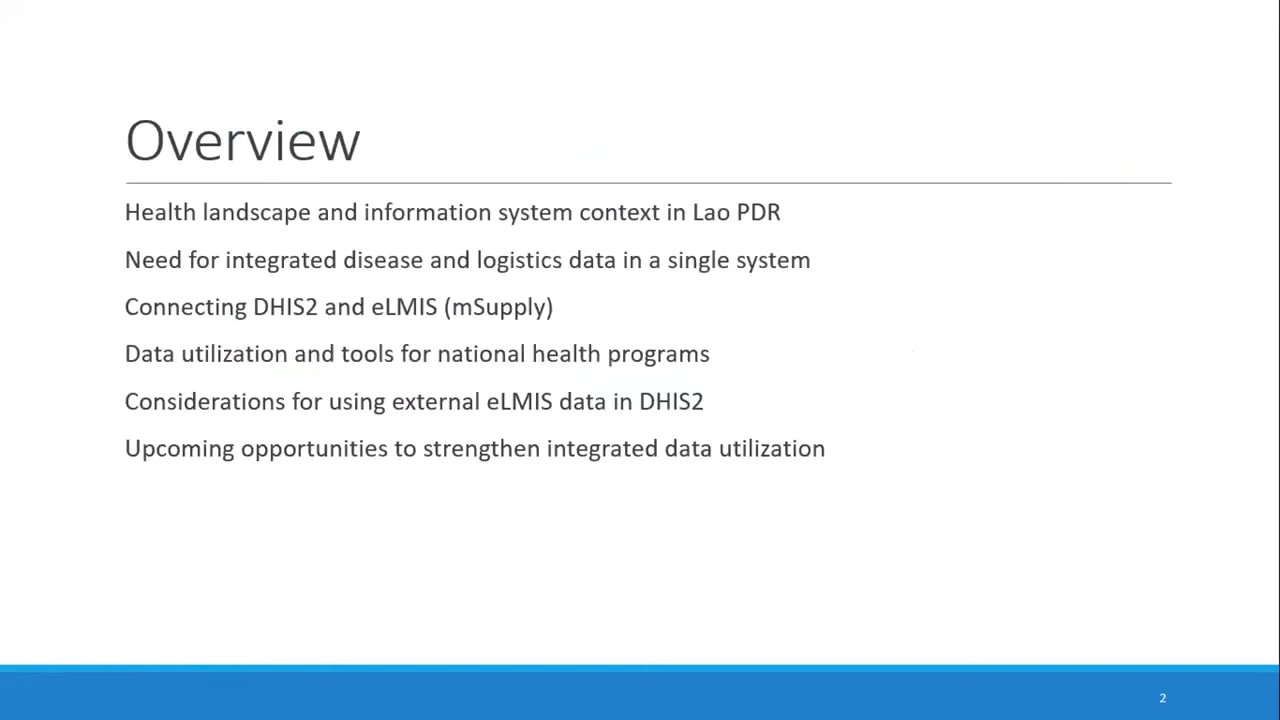 Overview
Health landscape and information system context in Lao PDR
Need for integrated disease and logistics data in a single system
Connecting DHIS2 and eLMIS (mSupply)
Data utilization and tools for national health programs
Considerations for using external eLMIS data in DHIS2
Upcoming opportunities to strengthen integrated data utilization
2